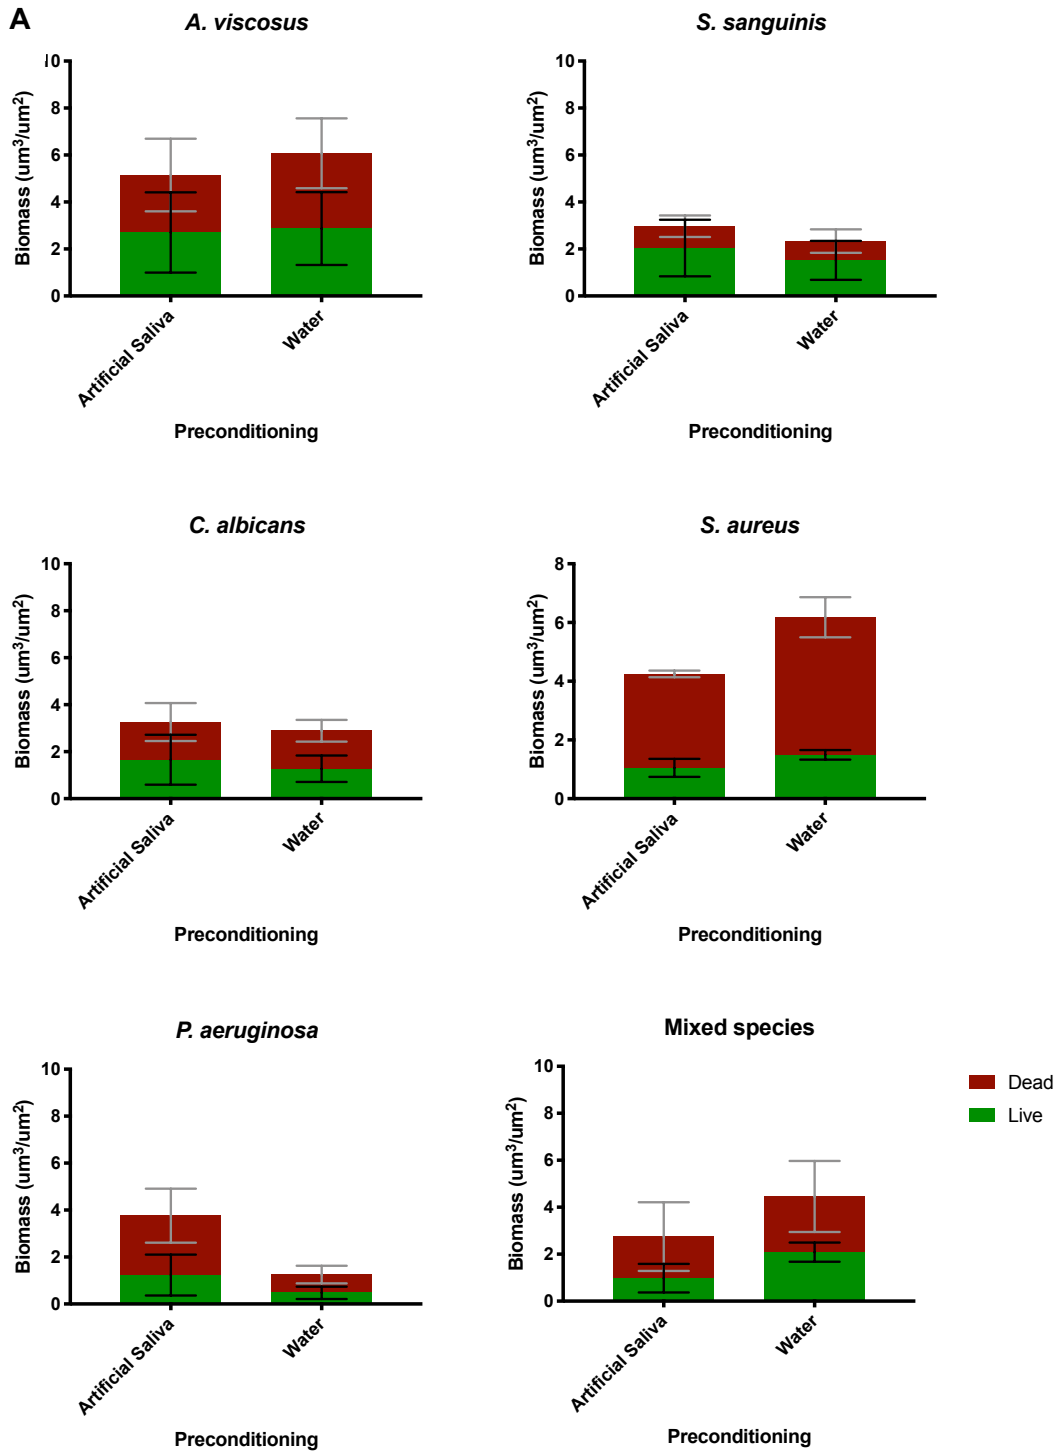 A
A. viscosus
10
8
6
4
2
0
Biomass (um³/um²)
Artificial Saliva
Water
Preconditioning
S. sanguinis
10
8
6
4
2
0
Biomass (um³/um²)
Artificial Saliva
Water
Preconditioning
C. albicans
10
8
6
4
2
0
Biomass (um³/um²)
Artificial Saliva
Water
Preconditioning
S. aureus
8
6
4
2
0
Biomass (um³/um²)
Artificial Saliva
Water
Preconditioning
P. aeruginosa
10
8
6
4
2
0
Biomass (um³/um²)
Artificial Saliva
Water
Preconditioning
Mixed species
10
8
6
4
2
0
Biomass (um³/um²)
Artificial Saliva
Water
Preconditioning
Dead
Live